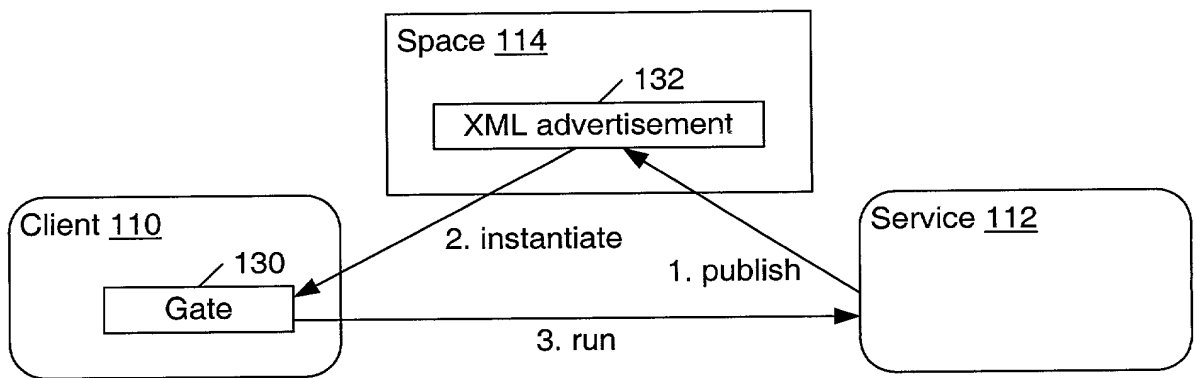 Space 114
132
XML advertisement
Client 110
2. instantiate
Service 112
130
1. publish
Gate
3. run